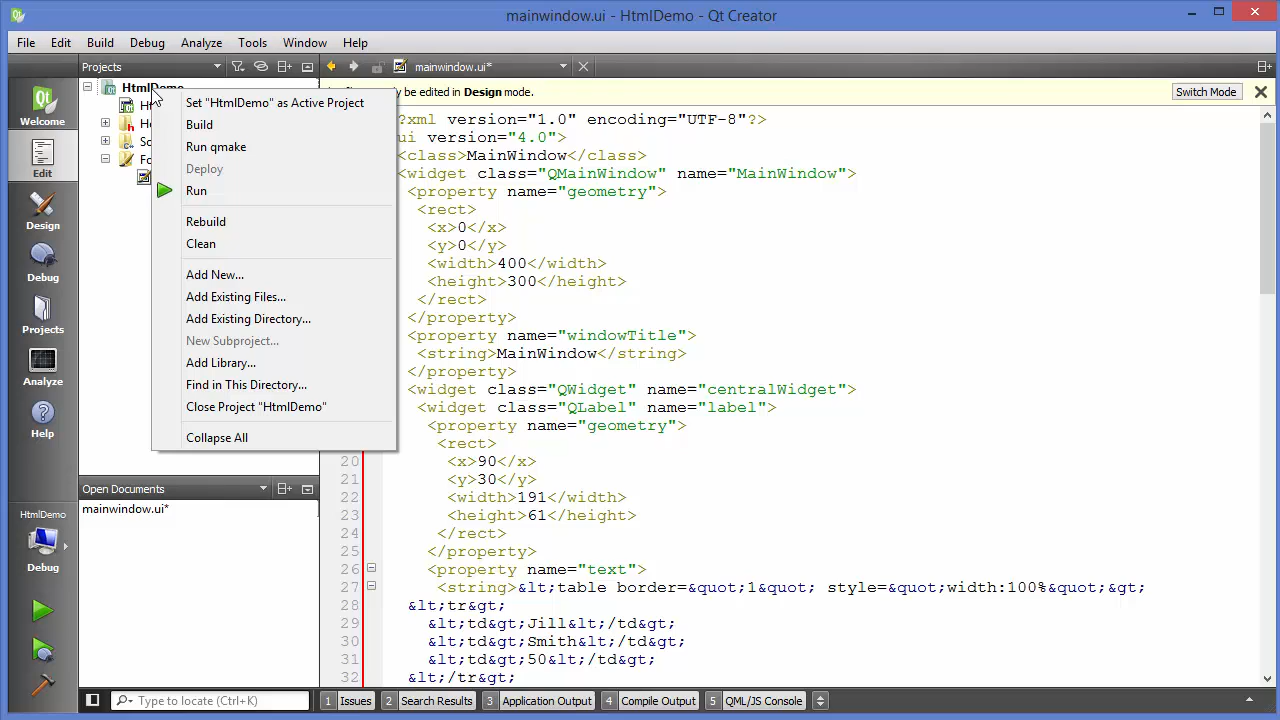 mainwindow.ui - HtmlDemo - Qt Creator
File Edit Build Debug Analyze Tools Window Help
Projects
mainwindow.ui*
be edited in Design mode.
Switch Mode
Welcome
Edit
Design
Debug
Projects
Analyze
Help
HtmlDemo
Debug
HtmlDemo
Set "HtmlDemo" as Active Project
Build
Run qmake
Deploy
Run
Rebuild
Clean
Add New...
Add Existing Files...
Add Existing Directory...
New Subproject...
Add Library...
Find in This Directory...
Close Project "HtmlDemo"
Collapse All
Open Documents
mainwindow.ui*
?xml version="1.0" encoding="UTF-8"?>
ui version="4.0">
<class>MainWindow</class>
<widget class="QMainWindow" name="MainWindow">
<property name="geometry">
<rect>
<x>0</x>
<y>0</y>
<width>400</width>
<height>300</height>
</rect>
</property>
<property name="windowTitle">
<string>MainWindow</string>
</property>
<widget class="QWidget" name="centralWidget">
<widget class="QLabel" name="label">
<property name="geometry">
<rect>
20 <x>90</x>
21 <y>30</y>
22 <width>191</width>
23 <height>61</height>
24 </rect>
25 </property>
26 <property name="text">
27 <string>&lt;table border=&quot;1&quot; style=&quot;width:100%&quot;&gt;
28 &lt;tr&gt;
29 &lt;td&gt;Jill&lt;/td&gt;
30 &lt;td&gt;Smith&lt;/td&gt;
31 &lt;td&gt;50&lt;/td&gt;
32 &lt;/tr&gt;
Type to locate (Ctrl+K)
1 Issues 2 Search Results 3 Application Output 4 Compile Output 5 QML/JS Console